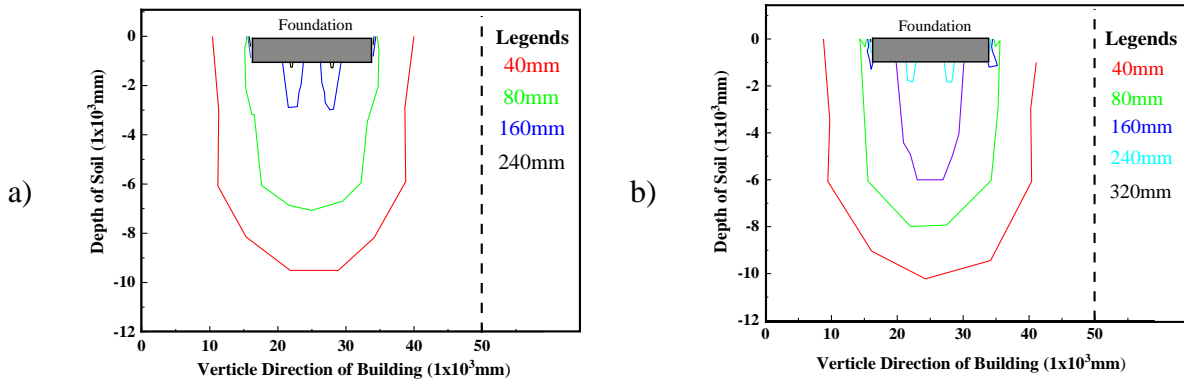 a)
Foundation
Legends
40mm
80mm
160mm
240mm
0
-2
-4
-6
-8
-10
-12
0 10 20 30 40 50
Depth of Soil (1x10³mm)
Verticle Direction of Building (1x10³mm)
b)
Foundation
Legends
40mm
80mm
160mm
240mm
320mm
0
-2
-4
-6
-8
-10
-12
0 10 20 30 40 50
Depth of Soil (1x10³mm)
Verticle Direction of Building (1x10³mm)